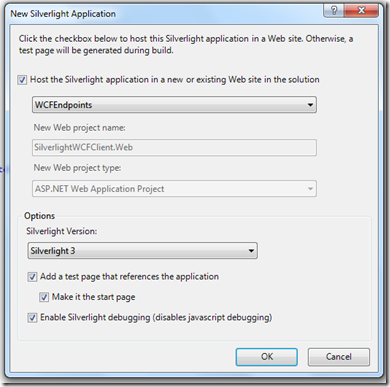 New Silverlight Application
Click the checkbox below to host this Silverlight application in a Web site. Otherwise, a
test page will be generated during build.
Host the Silverlight application in a new or existing Web site in the solution
WCFEndpoints
New Web project name:
SilverlightWCFClient.Web
New Web project type:
ASP.NET Web Application Project
Options
Silverlight Version:
Silverlight 3
Add a test page that references the application
Make it the start page
Enable Silverlight debugging (disables javascript debugging)
OK
Cancel